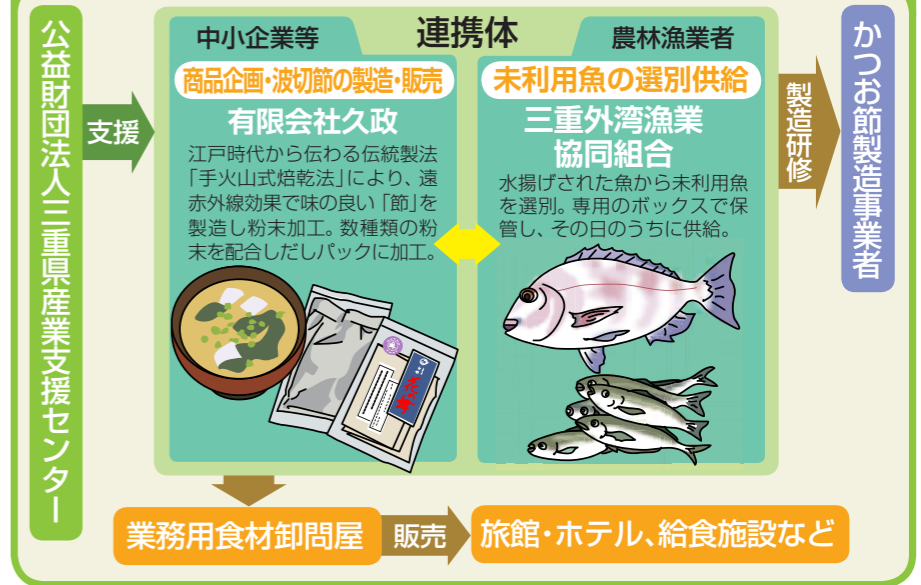 公益財団法人三重県産業支援センター
支援
連携体
中小企業等
商品企画・波切節の製造・販売
有限会社久政
江戸時代から伝わる伝統製法
「手火山式焙乾法」により、遠
赤外線効果で味の良い「節」を
製造し粉末加工。数種類の粉
末を配合しだしパックに加工。
農林漁業者
未利用魚の選別供給
三重外湾漁業
協同組合
水揚げされた魚から未利用魚
を選別。専用のボックスで保
管し、その日のうちに供給。
製造研修
かつお節製造事業者
業務用食材卸問屋
販売
旅館・ホテル、給食施設など